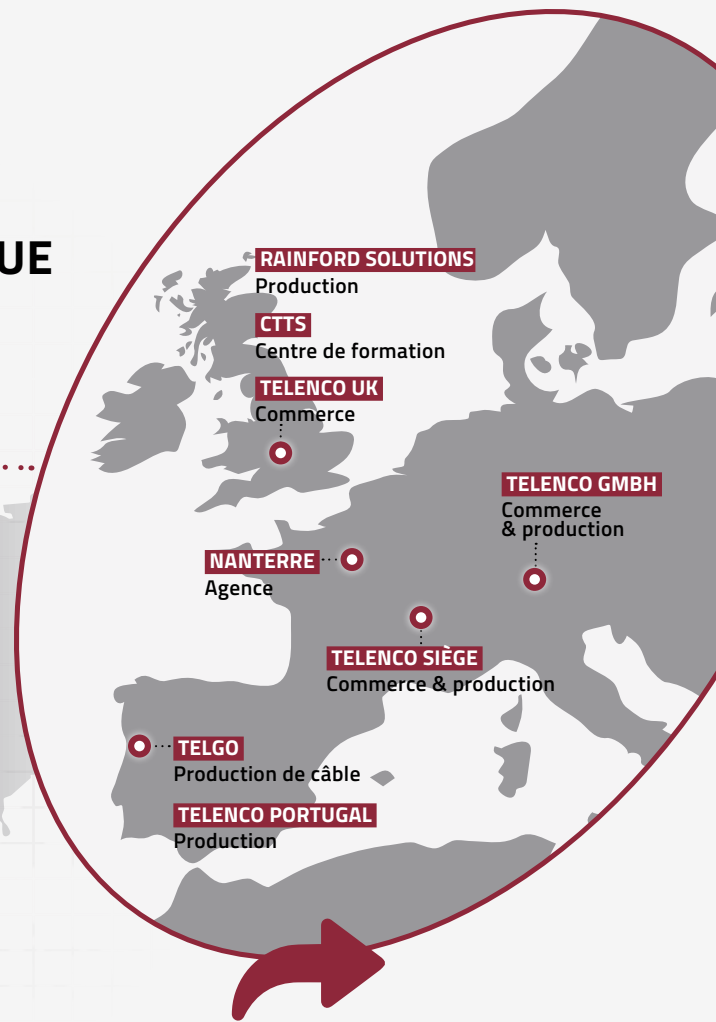 UE
RAINFORD SOLUTIONS
Production
CTTS
Centre de formation
TELENCO UK
Commerce
TELENCO GMBH
Commerce
& production
NANTERRE
Agence
TELENCO SIÈGE
Commerce & production
TELGO
Production de câble
TELENCO PORTUGAL
Production